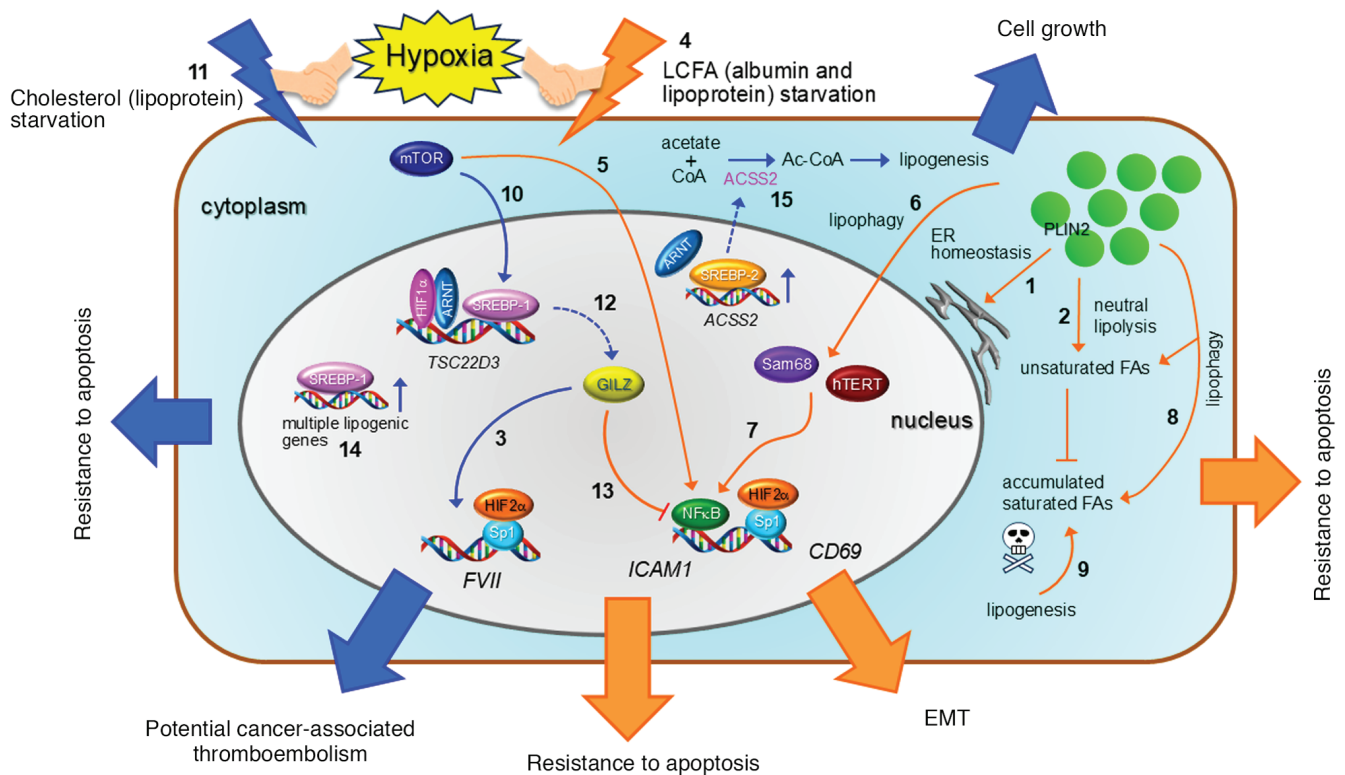 Hypoxia
11
Cholesterol (lipoprotein)
starvation
4
LCFA (albumin and
lipoprotein) starvation
Cell growth
cytoplasm
mTOR
5
10
acetate
+
CoA
ACSS2
Ac-CoA
lipogenesis
15
6
lipophagy
PLIN2
ER
homeostasis
1
2
neutral
lipolysis
unsaturated FAs
lipophagy
8
accumulated
saturated FAs
9
lipogenesis
ARNT
SREBP-2
ACSS2
HIF1α
ARNT
SREBP-1
TSC22D3
12
GILZ
SREBP-1
multiple lipogenic
genes 14
3
13
Sam68
hTERT
nucleus
7
HIF2α
Sp1
FVII
NFκB
HIF2α
Sp1
ICAM1
CD69
Resistance to apoptosis
Resistance to apoptosis
Potential cancer-associated
thromboembolism
Resistance to apoptosis
EMT